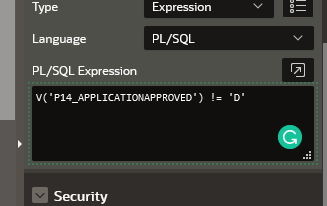 Type
Expression
Language
PL/SQL
PL/SQL Expression
V('P14_APPLICATIONAPPROVED') != 'D'
Security